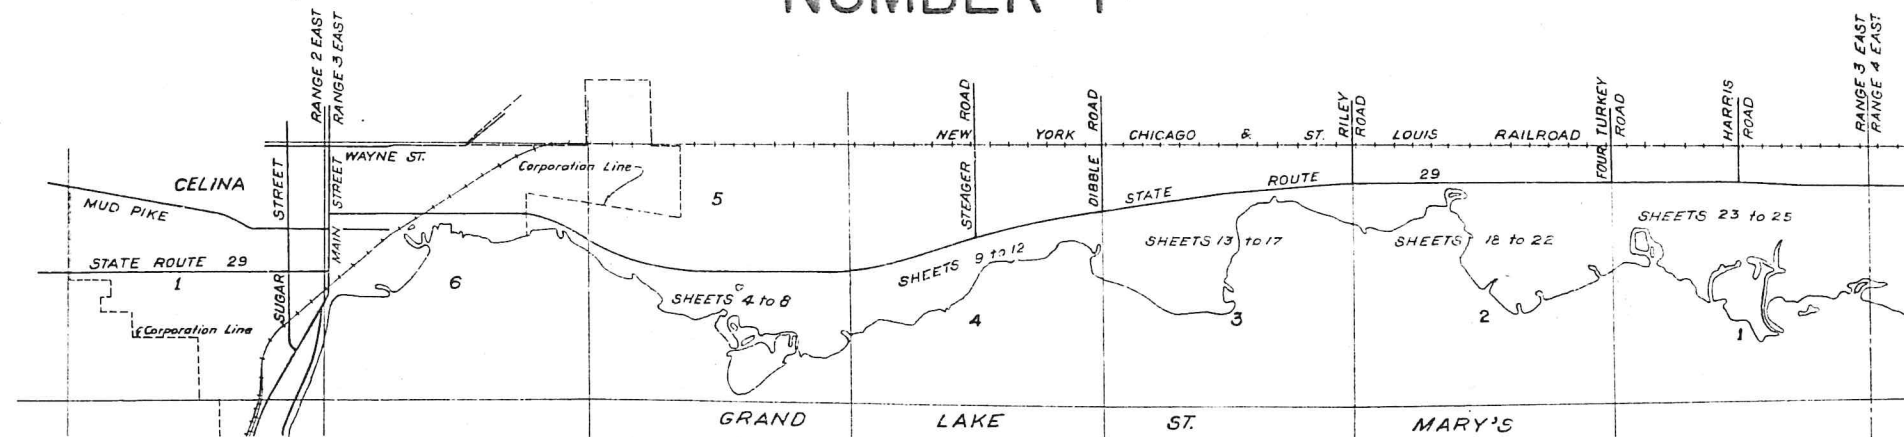 NUMBER
RANGE 2 EAST
RANGE 3 EAST
NEW YORK CHICAGO & ST. LOUIS RAILROAD
STEAGER ROAD
DIBBLE ROAD
RILEY ROAD
FOUR TURKEY ROAD
HARRIS ROAD
RANGE 3 EAST
RANGE 4 EAST
WAYNE ST.
Corporation Line
CELINA
MUD PIKE
SUGAR STREET
MAIN STREET
5
STATE ROUTE 29
STATE ROUTE 29
1
6
SHEETS 4 to 8
SHEETS 9 to 12
SHEETS 13 to 17
SHEETS 18 to 22
SHEETS 23 to 25
Corporation Line
4
3
2
1
GRAND LAKE ST. MARY'S